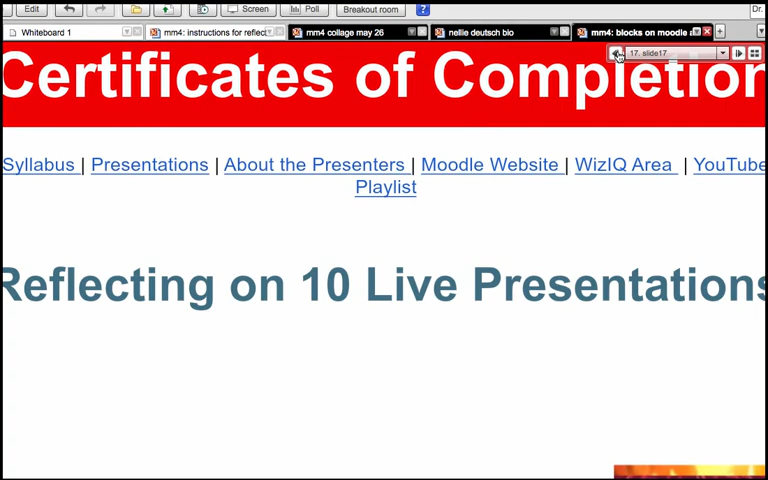 Edit Screen Poll Breakout room ? Dr.
Whiteboard 1 mm4: instructions for reflec mm4 collage may 26 nellie deutsch bio mm4: blocks on moodle
17. slide17
Certificates of Completion
Syllabus | Presentations | About the Presenters | Moodle Website | WizIQ Area | YouTube
Playlist
Reflecting on 10 Live Presentations